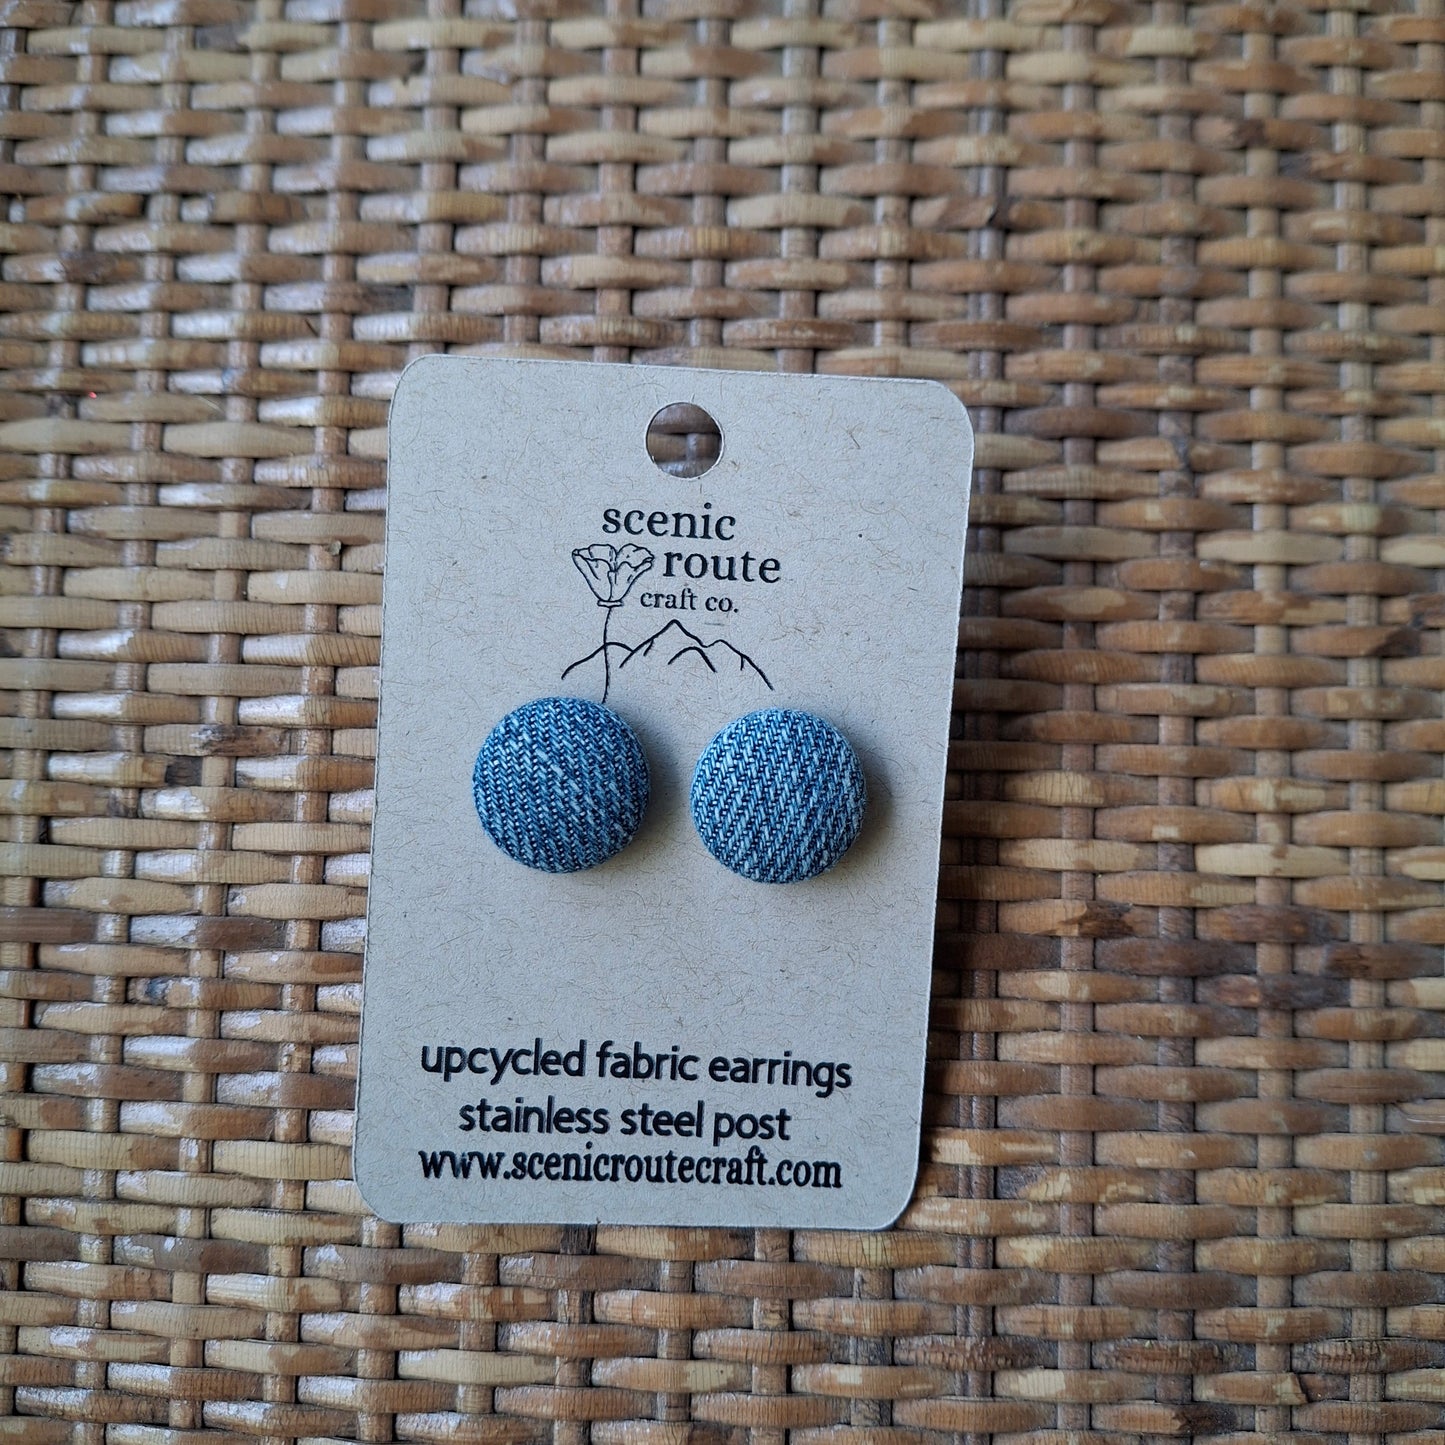 scenic
route
craft co.
upcycled fabric earrings
stainless steel post
www.scenicroutecraft.com